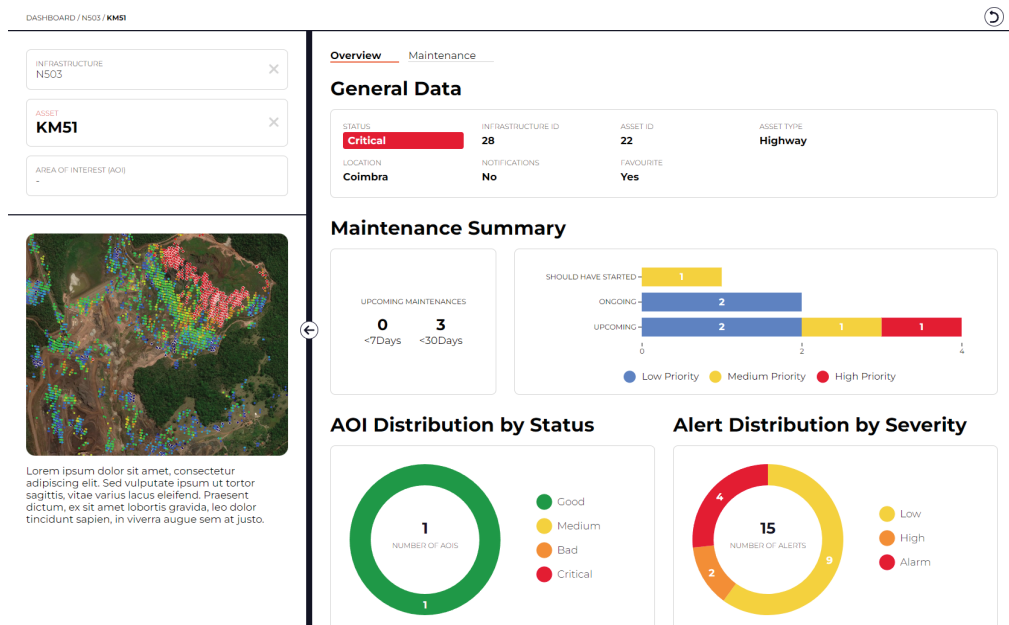 DASHBOARD / N503 / KM51
INFRASTRUCTURE
N503
ASSET
KM51
AREA OF INTEREST (AOI)
-
Lorem ipsum dolor sit amet, consectetur
adipiscing elit. Sed vulputate ipsum ut tortor
sagittis, vitae varius lacus eleifend. Praesent
dictum, ex sit amet lobortis gravida, leo dolor
tincidunt sapien, in viverra augue sem at justo.
Overview Maintenance
General Data
STATUS INFRASTRUCTURE ID ASSET ID ASSET TYPE
Critical 28 22 Highway
LOCATION NOTIFICATIONS FAVOURITE
Coimbra No Yes
Maintenance Summary
UPCOMING MAINTENANCES
0 3
<7Days <30Days
SHOULD HAVE STARTED 1
ONGOING 2
UPCOMING 2 1 1
0 2 4
Low Priority Medium Priority High Priority
AOI Distribution by Status
1
NUMBER OF AOIS
1
Good
Medium
Bad
Critical
Alert Distribution by Severity
4
15
NUMBER OF ALERTS
9
2
Low
High
Alarm